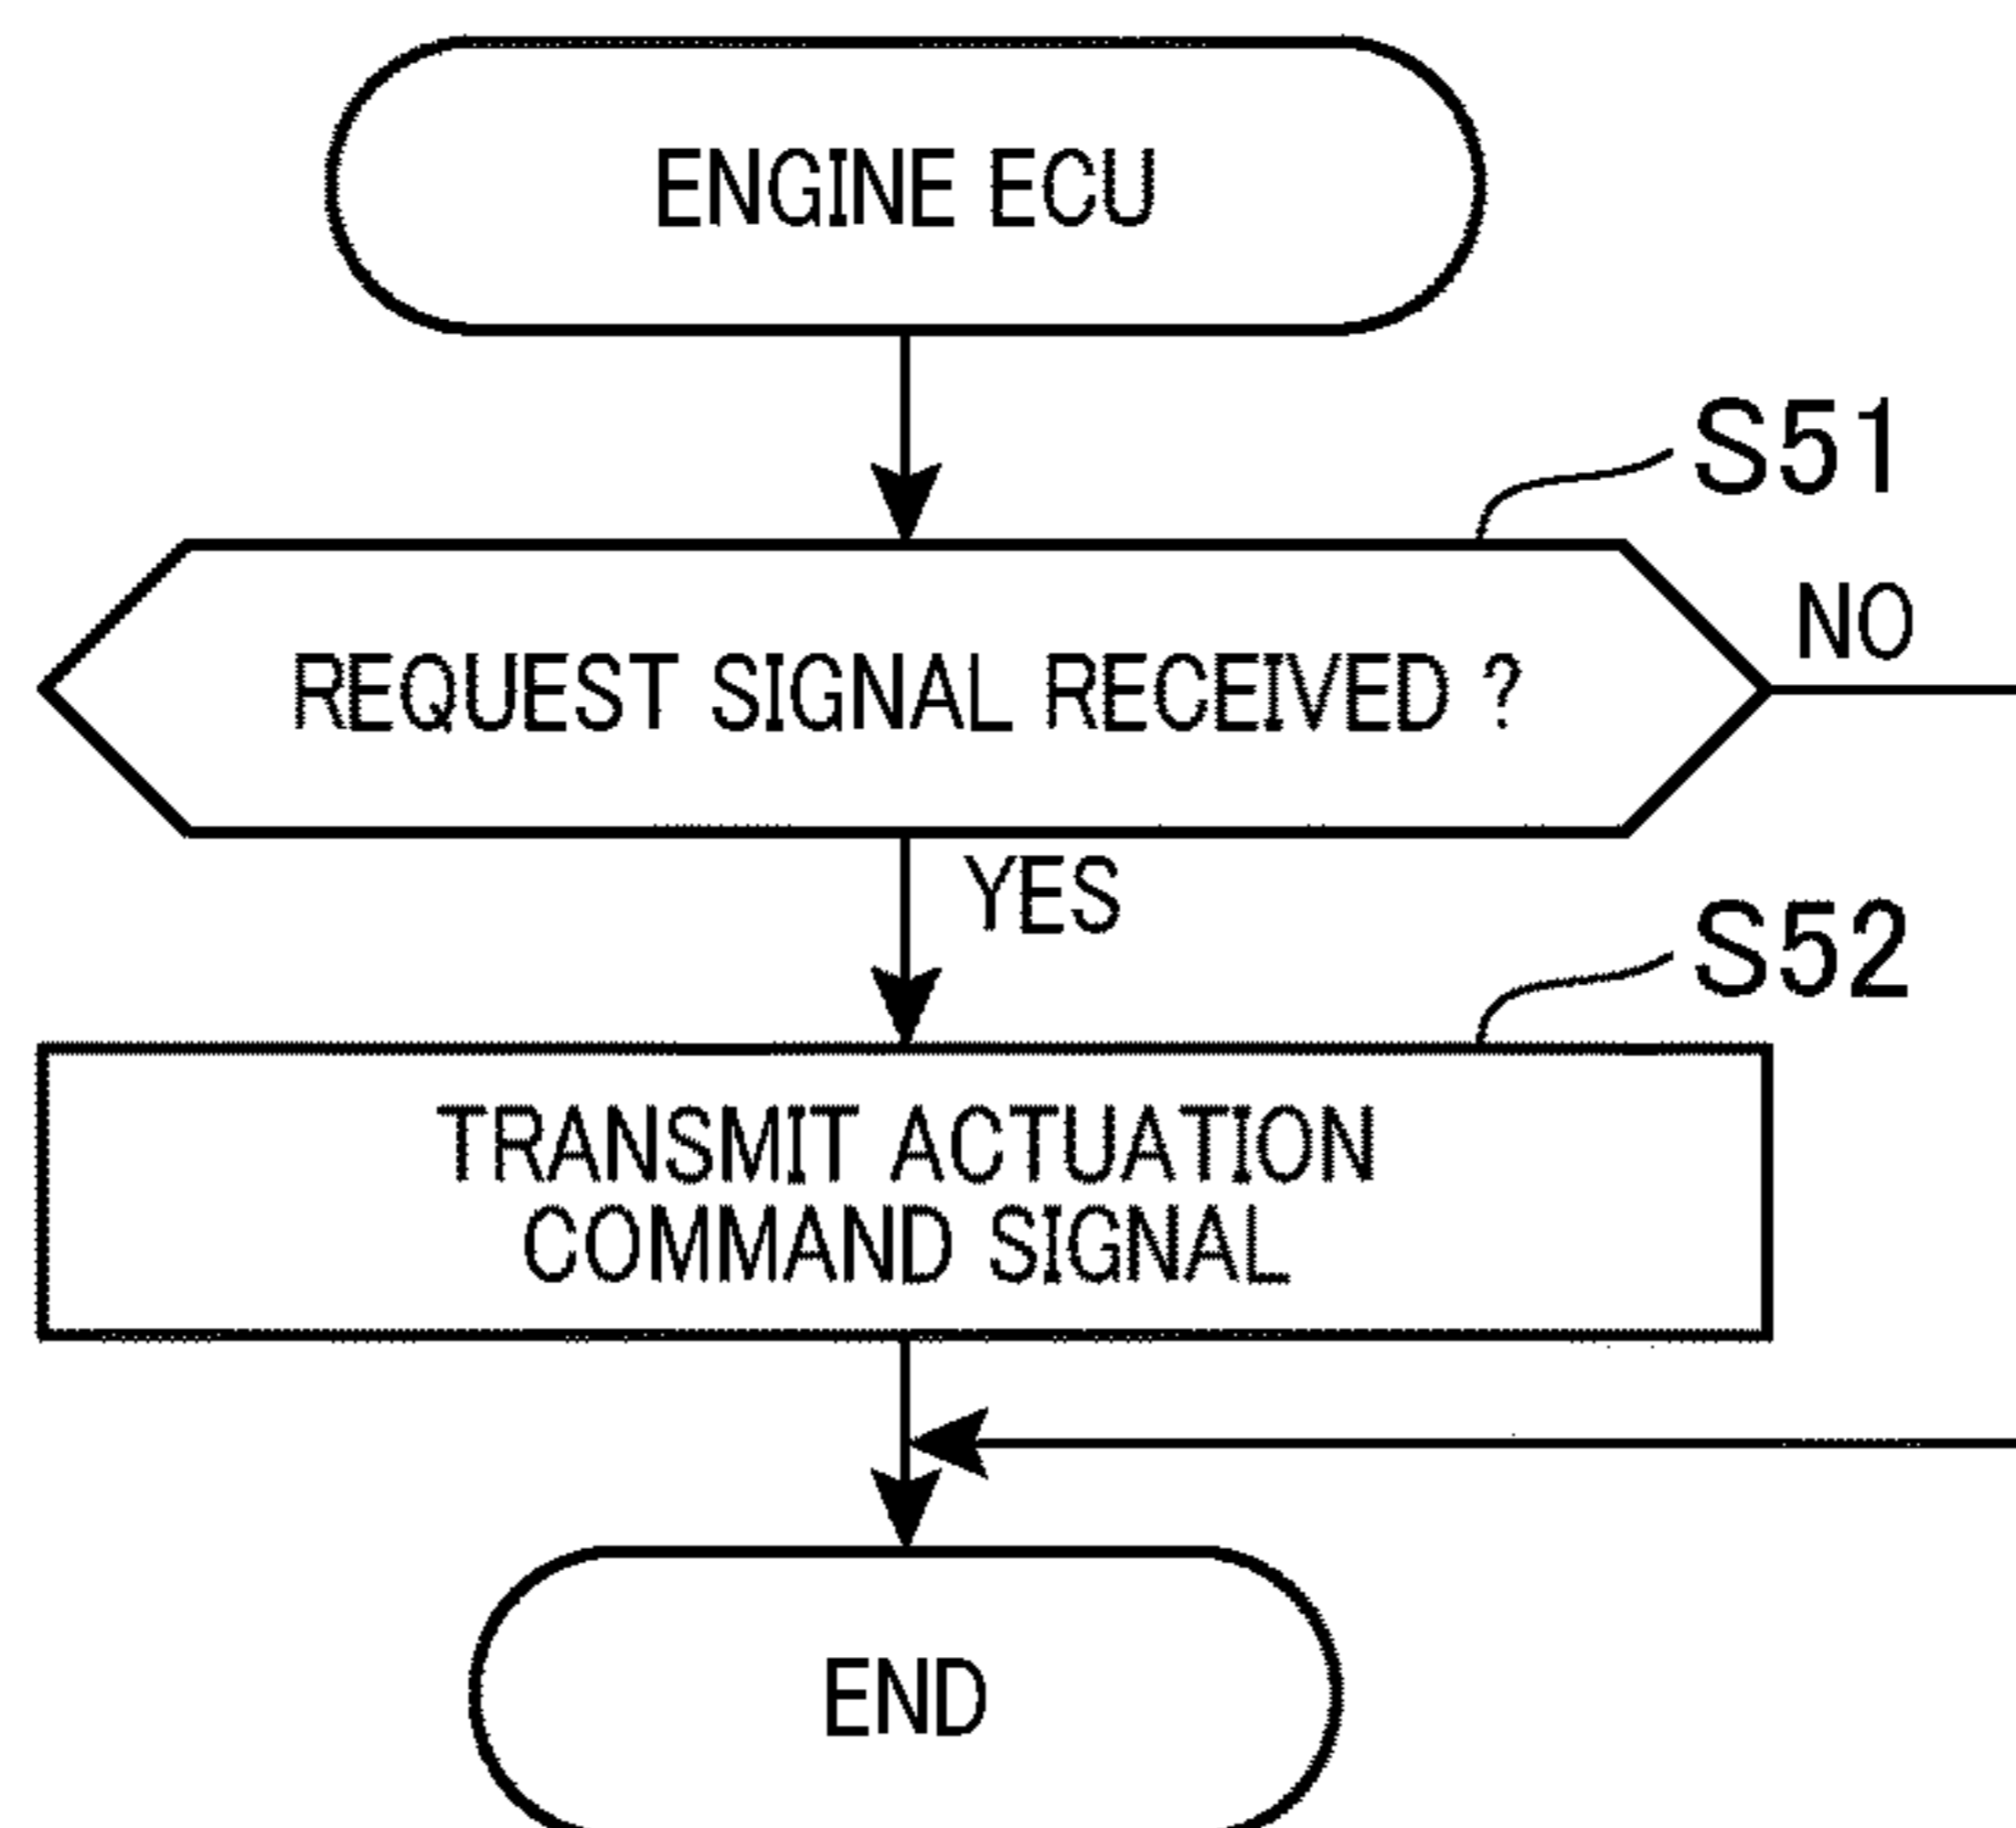 ENGINE ECU
S51
NO
REQUEST SIGNAL RECEIVED ?
YES
S52
TRANSMIT ACTUATION
COMMAND SIGNAL
END